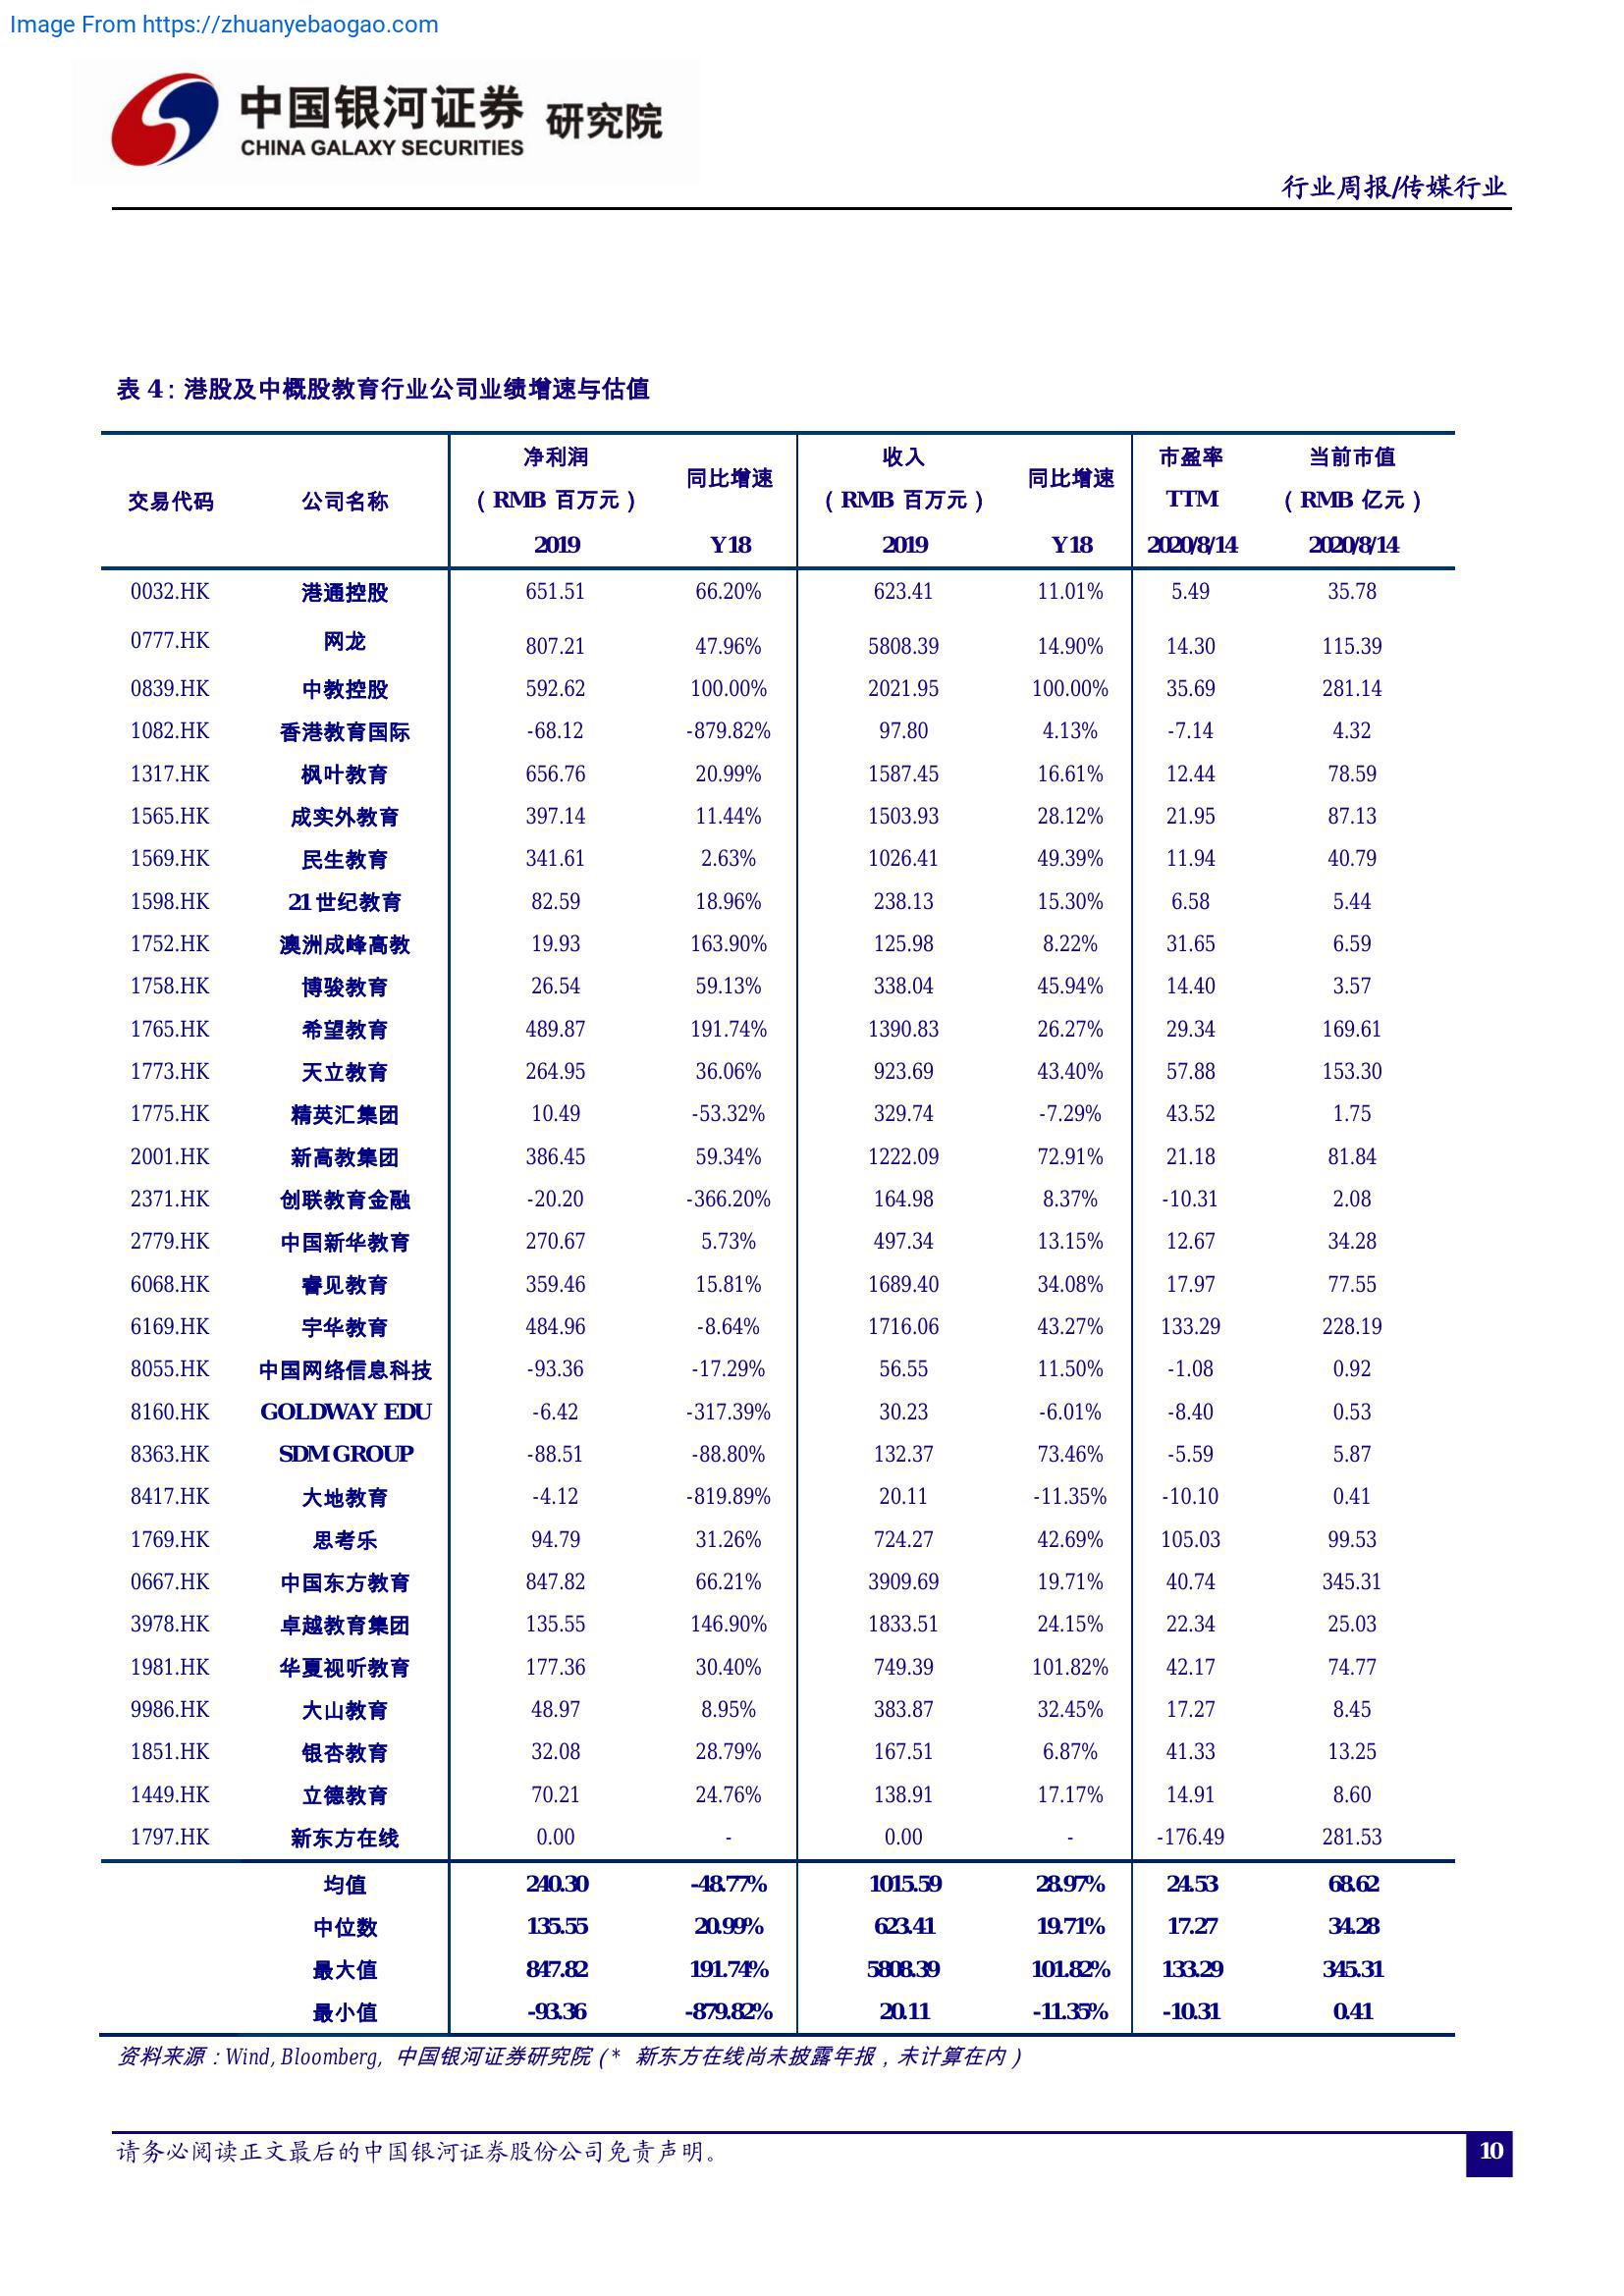 Image From https://zhuanyebaogao.com
中国银河证券 研究院
CHINA GALAXY SECURITIES
行业周报/传媒行业
表 4：港股及中概股教育行业公司业绩增速与估值
净利润 收入 市盈率 当前市值
同比增速 同比增速
交易代码 公司名称 （RMB 百万元） （RMB 百万元） TTM （RMB 亿元）
2019 Y18 2019 Y18 2020/8/14 2020/8/14
0032.HK 港通控股 651.51 66.20% 623.41 11.01% 5.49 35.78
0777.HK 网龙 807.21 47.96% 5808.39 14.90% 14.30 115.39
0839.HK 中教控股 592.62 100.00% 2021.95 100.00% 35.69 281.14
1082.HK 香港教育国际 -68.12 -879.82% 97.80 4.13% -7.14 4.32
1317.HK 枫叶教育 656.76 20.99% 1587.45 16.61% 12.44 78.59
1565.HK 成实外教育 397.14 11.44% 1503.93 28.12% 21.95 87.13
1569.HK 民生教育 341.61 2.63% 1026.41 49.39% 11.94 40.79
1598.HK 21 世纪教育 82.59 18.96% 238.13 15.30% 6.58 5.44
1752.HK 澳洲成峰高教 19.93 163.90% 125.98 8.22% 31.65 6.59
1758.HK 博骏教育 26.54 59.13% 338.04 45.94% 14.40 3.57
1765.HK 希望教育 489.87 191.74% 1390.83 26.27% 29.34 169.61
1773.HK 天立教育 264.95 36.06% 923.69 43.40% 57.88 153.30
1775.HK 精英汇集团 10.49 -53.32% 329.74 -7.29% 43.52 1.75
2001.HK 新高教集团 386.45 59.34% 1222.09 72.91% 21.18 81.84
2371.HK 创联教育金融 -20.20 -366.20% 164.98 8.37% -10.31 2.08
2779.HK 中国新华教育 270.67 5.73% 497.34 13.15% 12.67 34.28
6068.HK 睿见教育 359.46 15.81% 1689.40 34.08% 17.97 77.55
6169.HK 宇华教育 484.96 -8.64% 1716.06 43.27% 133.29 228.19
8055.HK 中国网络信息科技 -93.36 -17.29% 56.55 11.50% -1.08 0.92
8160.HK GOLDWAY EDU -6.42 -317.39% 30.23 -6.01% -8.40 0.53
8363.HK SDM GROUP -88.51 -88.80% 132.37 73.46% -5.59 5.87
8417.HK 大地教育 -4.12 -819.89% 20.11 -11.35% -10.10 0.41
1769.HK 思考乐 94.79 31.26% 724.27 42.69% 105.03 99.53
0667.HK 中国东方教育 847.82 66.21% 3909.69 19.71% 40.74 345.31
3978.HK 卓越教育集团 135.55 146.90% 1833.51 24.15% 22.34 25.03
1981.HK 华夏视听教育 177.36 30.40% 749.39 101.82% 42.17 74.77
9986.HK 大山教育 48.97 8.95% 383.87 32.45% 17.27 8.45
1851.HK 银杏教育 32.08 28.79% 167.51 6.87% 41.33 13.25
1449.HK 立德教育 70.21 24.76% 138.91 17.17% 14.91 8.60
1797.HK 新东方在线 0.00 - 0.00 - -176.49 281.53
均值 240.30 -48.77% 1015.59 28.97% 24.53 68.62
中位数 135.55 20.99% 623.41 19.71% 17.27 34.28
最大值 847.82 191.74% 5808.39 101.82% 133.29 345.31
最小值 -93.36 -879.82% 20.11 -11.35% -10.31 0.41
资料来源：Wind, Bloomberg, 中国银河证券研究院（* 新东方在线尚未披露年报，未计算在内）
请务必阅读正文最后的中国银河证券股份公司免责声明。
10